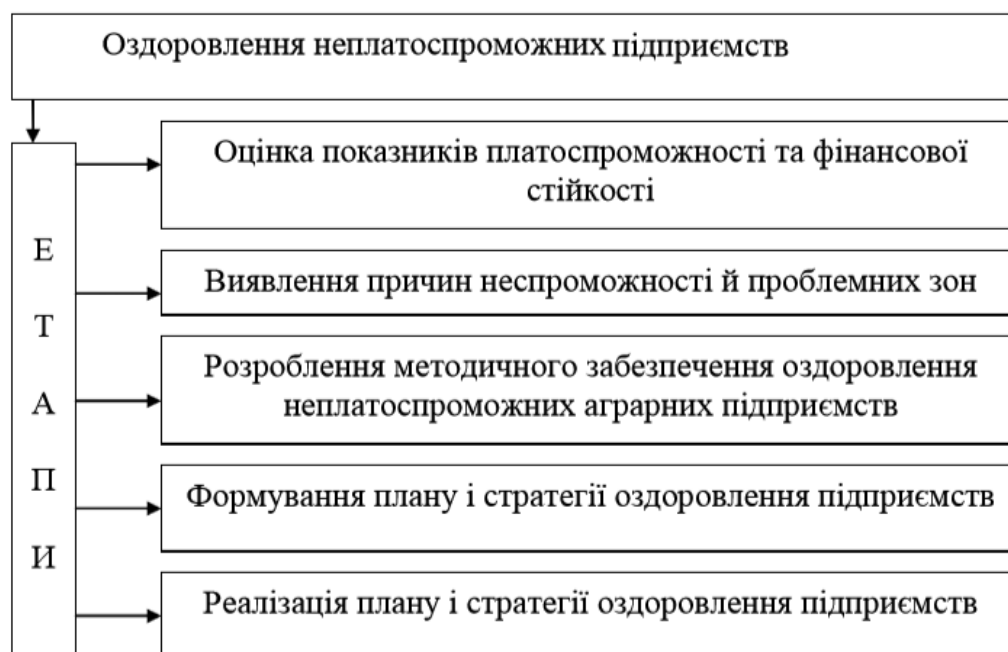 Оздоровлення неплатоспроможних підприємств
Оцінка показників платоспроможності та фінансової
стійкості
Виявлення причин неспроможності й проблемних зон
Розроблення методичного забезпечення оздоровлення
неплатоспроможних аграрних підприємств
Формування плану і стратегії оздоровлення підприємств
Реалізація плану і стратегії оздоровлення підприємств
Е
Т
А
П
И